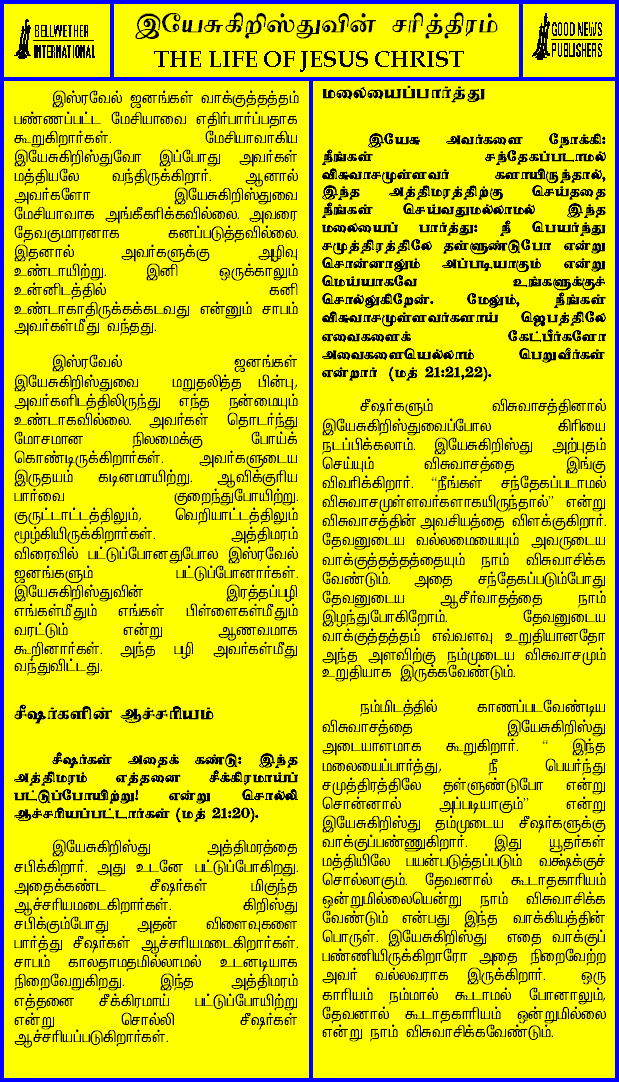 BELLWETHER
INTERNATIONAL
இயேசுகிறிஸ்துவின் சரித்திரம்
THE LIFE OF JESUS CHRIST
GOOD NEWS
PUBLISHERS
இஸ்ரவேல் ஜனங்கள் வாக்குத்தத்தம்
பண்ணப்பட்ட மேசியாவை எதிர்பார்ப்பதாக
கூறுகிறார்கள். மேசியாவாகிய
இயேசுகிறிஸ்துவோ இப்போது அவர்கள்
மத்தியலே வந்திருக்கிறார். ஆனால்
அவர்களோ இயேசுகிறிஸ்துவை
மேசியாவாக அங்கீகரிக்கவில்லை. அவரை
தேவகுமாரனாக கனப்படுத்தவில்லை.
இதனால் அவர்களுக்கு அழிவு
உண்டாயிற்று. இனி ஒருக்காலும்
உன்னிடத்தில் கனி
உண்டாகாதிருக்கக்கடவது என்னும் சாபம்
அவர்கள்மீது வந்தது.
இஸ்ரவேல் ஜனங்கள்
இயேசுகிறிஸ்துவை மறுதலித்த பின்பு,
அவர்களிடத்திலிருந்து எந்த நன்மையும்
உண்டாகவில்லை. அவர்கள் தொடர்ந்து
மோசமான நிலமைக்கு போய்க்
கொண்டிருக்கிறார்கள். அவர்களுடைய
இருதயம் கடினமாயிற்று. ஆவிக்குரிய
பார்வை குறைந்துபோயிற்று.
குருட்டாட்டத்திலும், வெறியாட்டத்திலும்
மூழ்கியிருக்கிறார்கள். அத்திமரம்
விரைவில் பட்டுப்போனதுபோல இஸ்ரவேல்
ஜனங்களும் பட்டுப்போனார்கள்.
இயேசுகிறிஸ்துவின் இரத்தப்பழி
எங்கள்மீதும் எங்கள் பிள்ளைகள்மீதும்
வரட்டும் என்று ஆணவமாக
கூறினார்கள். அந்த பழி அவர்கள்மீது
வந்துவிட்டது.
சீஷர்களின் ஆச்சரியம்
சீஷர்கள் அதைக் கண்டு: இந்த
அத்திமரம் எத்தனை சீக்கிரமாய்ப்
பட்டுப்போயிற்று! என்று சொல்லி
ஆச்சரியப்பட்டார்கள் (மத் 21:20).
இயேசுகிறிஸ்து அத்திமரத்தை
சபிக்கிறார். அது உடனே பட்டுப்போகிறது.
அதைக்கண்ட சீஷர்கள் மிகுந்த
ஆச்சரியமடைகிறார்கள். கிறிஸ்து
சபிக்கும்போது அதன் விளைவுகளை
பார்த்து சீஷர்கள் ஆச்சரியமடைகிறார்கள்.
சாபம் காலதாமதமில்லாமல் உடனடியாக
நிறைவேறுகிறது. இந்த அத்திமரம்
எத்தனை சீக்கிரமாய் பட்டுப்போயிற்று
என்று சொல்லி சீஷர்கள்
ஆச்சரியப்படுகிறார்கள்.
மலையைப்பார்த்து
இயேசு அவர்களை நோக்கி:
நீங்கள் சந்தேகப்படாமல்
விசுவாசமுள்ளவர் களாயிருந்தால்,
இந்த அத்திமரத்திற்கு செய்ததை
நீங்கள் செய்வதுமல்லாமல் இந்த
மலையைப் பார்த்து: நீ பெயர்ந்து
சமுத்திரத்திலே தள்ளுண்டுபோ என்று
சொன்னாலும் அப்படியாகும் என்று
மெய்யாகவே உங்களுக்குச்
சொல்லுகிறேன். மேலும், நீங்கள்
விசுவாசமுள்ளவர்களாய் ஜெபத்திலே
எவைகளைக் கேட்பீர்களோ
அவைகளையெல்லாம் பெறுவீர்கள்
என்றார் (மத் 21:21,22).
சீஷர்களும் விசுவாசத்தினால்
இயேசுகிறிஸ்துவைப்போல கிரியை
நடப்பிக்கலாம். இயேசுகிறிஸ்து அற்புதம்
செய்யும் விசுவாசத்தை இங்கு
விவரிக்கிறார். “நீங்கள் சந்தேகப்படாமல்
விசுவாசமுள்ளவர்களாகயிருந்தால்” என்று
விசுவாசத்தின் அவசியத்தை விளக்குகிறார்.
தேவனுடைய வல்லமையையும் அவருடைய
வாக்குத்தத்தத்தையும் நாம் விசுவாசிக்க
வேண்டும். அதை சந்தேகப்படும்போது
தேவனுடைய ஆசீர்வாதத்தை நாம்
இழந்துபோகிறோம். தேவனுடைய
வாக்குத்தத்தம் எவ்வளவு உறுதியானதோ
அந்த அளவிற்கு நம்முடைய விசுவாசமும்
உறுதியாக இருக்கவேண்டும்.
நம்மிடத்தில் காணப்படவேண்டிய
விசுவாசத்தை இயேசுகிறிஸ்து
அடையாளமாக கூறுகிறார். “ இந்த
மலையைப்பார்த்து, நீ பெயர்ந்து
சமுத்திரத்திலே தள்ளுண்டுபோ என்று
சொன்னால் அப்படியாகும்” என்று
இயேசுகிறிஸ்து தம்முடைய சீஷர்களுக்கு
வாக்குப்பண்ணுகிறார். இது யூதர்கள்
மத்தியிலே பயன்படுத்தப்படும் வக்ஷக்குச்
சொல்லாகும். தேவனால் கூடாதகாரியம்
ஒன்றுமில்லையென்று நாம் விசுவாசிக்க
வேண்டும் என்பது இந்த வாக்கியத்தின்
பொருள். இயேசுகிறிஸ்து எதை வாக்குப்
பண்ணியிருக்கிறாரோ அதை நிறைவேற்ற
அவர் வல்லவராக இருக்கிறார். ஒரு
காரியம் நம்மால் கூடாமல் போனாலும்,
தேவனால் கூடாதகாரியம் ஒன்றுமில்லை
என்று நாம் விசுவாசிக்கவேண்டும்.